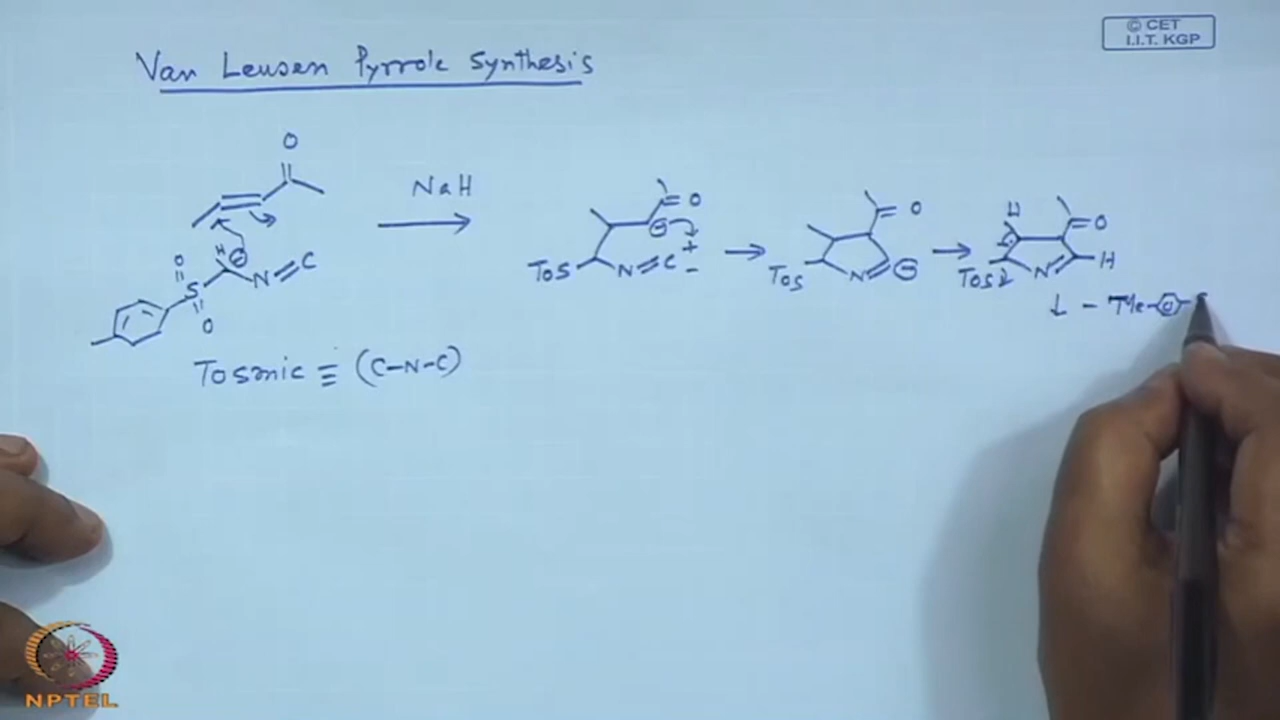 © CET
I.I.T. KGP
Van Leusen Pyrrole Synthesis
O
NaH
H
⊖
N C
O
S
O
Tosmic ≡ (C-N-C)
O
⊖
+
Tos N C -
→
O
Tos N ⊖
→
H
O
H
Tos N
↓ -
NPTEL